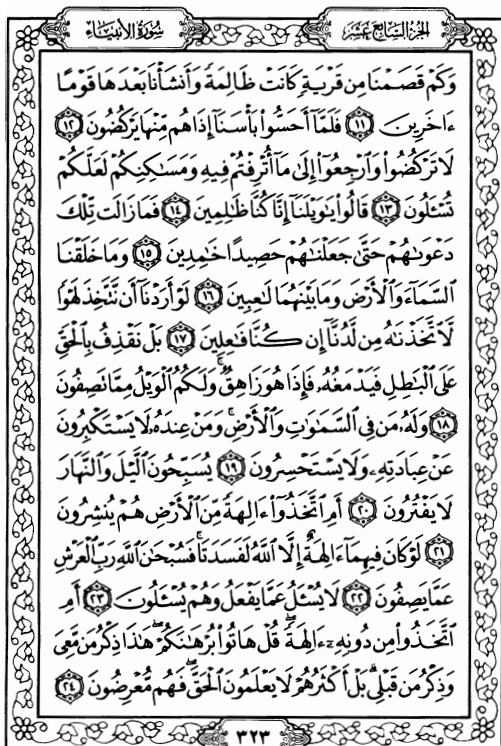 الجزء السابع عشر
سورة الأنبياء
وَكَمْ قَصَمْنَا مِن قَرْيَةٍ كَانَتْ ظَالِمَةً وَأَنشَأْنَا بَعْدَهَا قَوْمًا
ءَاخَرِينَ ١١ فَلَمَّآ أَحَسُّوا۟ بَأْسَنَآ إِذَا هُم مِّنْهَا يَرْكُضُونَ ١٢
لَا تَرْكُضُوا۟ وَٱرْجِعُوٓا۟ إِلَىٰ مَآ أُتْرِفْتُمْ فِيهِ وَمَسَـٰكِنِكُمْ لَعَلَّكُمْ
تُسْـَٔلُونَ ١٣ قَالُوا۟ يَـٰوَيْلَنَآ إِنَّا كُنَّا ظَـٰلِمِينَ ١٤ فَمَا زَالَت تِّلْكَ
دَعْوَىٰهُمْ حَتَّىٰ جَعَلْنَـٰهُمْ حَصِيدًا خَـٰمِدِينَ ١٥ وَمَا خَلَقْنَا
ٱلسَّمَآءَ وَٱلْأَرْضَ وَمَا بَيْنَهُمَا لَـٰعِبِينَ ١٦ لَوْ أَرَدْنَآ أَن نَّتَّخِذَ لَهْوًا
لَّٱتَّخَذْنَـٰهُ مِن لَّدُنَّآ إِن كُنَّا فَـٰعِلِينَ ١٧ بَلْ نَقْذِفُ بِٱلْحَقِّ
عَلَى ٱلْبَـٰطِلِ فَيَدْمَغُهُۥ فَإِذَا هُوَ زَاهِقٌ ۚ وَلَكُمُ ٱلْوَيْلُ مِمَّا تَصِفُونَ
١٨ وَلَهُۥ مَن فِى ٱلسَّمَـٰوَٰتِ وَٱلْأَرْضِ ۚ وَمَنْ عِندَهُۥ لَا يَسْتَكْبِرُونَ
عَنْ عِبَادَتِهِۦ وَلَا يَسْتَحْسِرُونَ ١٩ يُسَبِّحُونَ ٱلَّيْلَ وَٱلنَّهَارَ
لَا يَفْتُرُونَ ٢٠ أَمِ ٱتَّخَذُوٓا۟ ءَالِهَةً مِّنَ ٱلْأَرْضِ هُمْ يُنشِرُونَ
٢١ لَوْ كَانَ فِيهِمَآ ءَالِهَةٌ إِلَّا ٱللَّهُ لَفَسَدَتَا ۚ فَسُبْحَـٰنَ ٱللَّهِ رَبِّ ٱلْعَرْشِ
عَمَّا يَصِفُونَ ٢٢ لَا يُسْـَٔلُ عَمَّا يَفْعَلُ وَهُمْ يُسْـَٔلُونَ ٢٣ أَمِ
ٱتَّخَذُوا۟ مِن دُونِهِۦٓ ءَالِهَةً ۖ قُلْ هَاتُوا۟ بُرْهَـٰنَكُمْ ۖ هَـٰذَا ذِكْرُ مَن مَّعِىَ
وَذِكْرُ مَن قَبْلِى ۗ بَلْ أَكْثَرُهُمْ لَا يَعْلَمُونَ ٱلْحَقَّ ۖ فَهُم مُّعْرِضُونَ ٢٤
٣٢٣